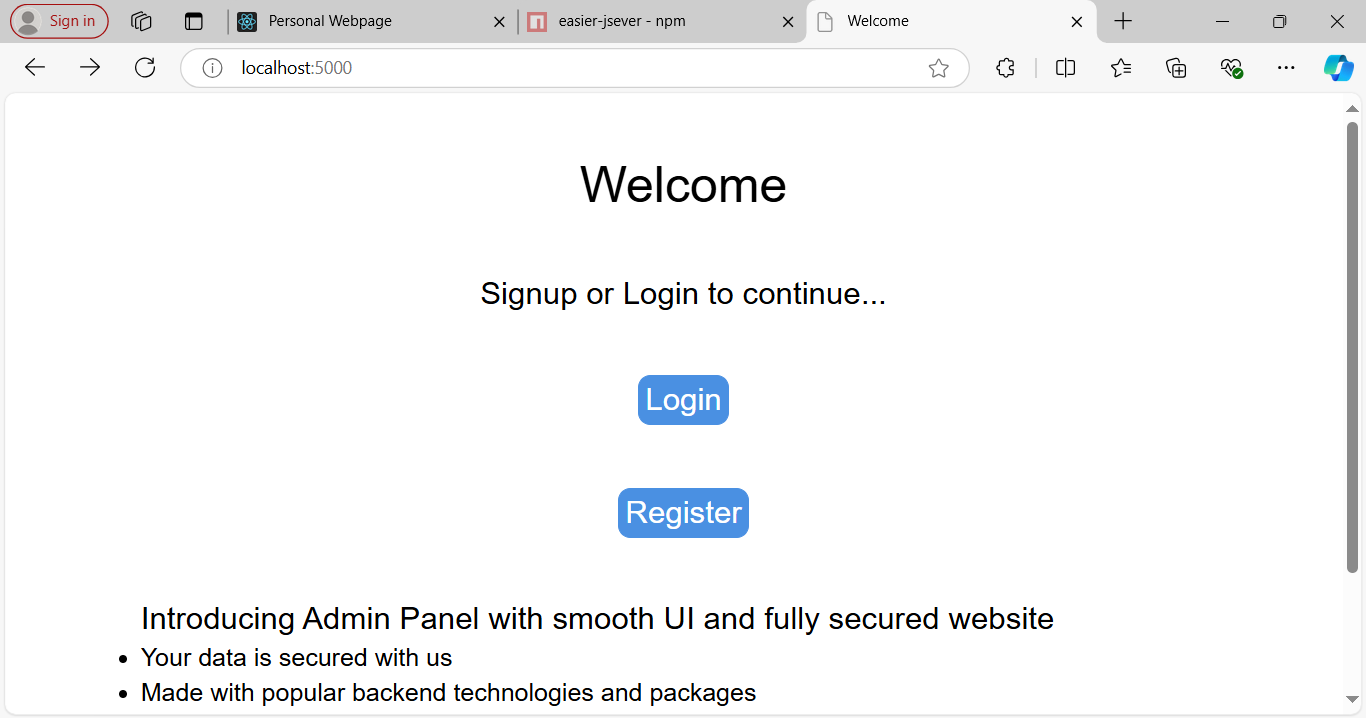 Sign in
Personal Webpage
easier-jsever - npm
Welcome
localhost:5000
Welcome
Signup or Login to continue...
Login
Register
Introducing Admin Panel with smooth UI and fully secured website
Your data is secured with us
Made with popular backend technologies and packages